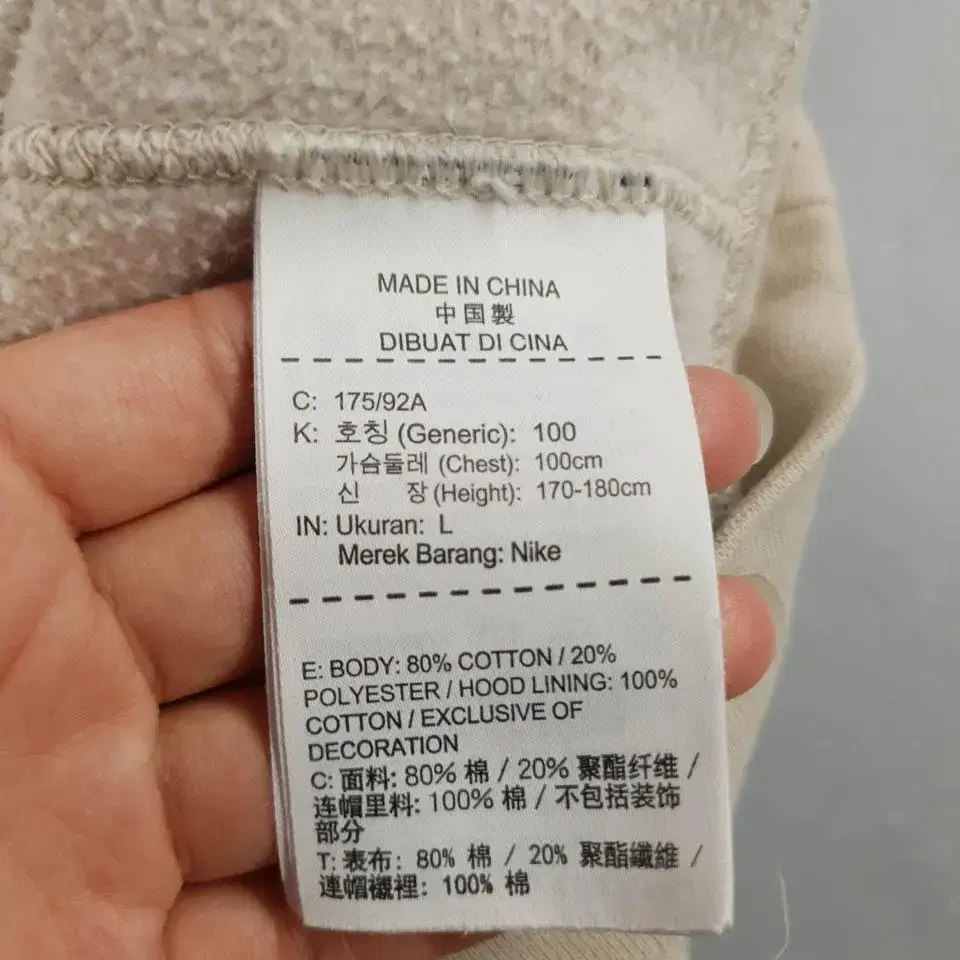 MADE IN CHINA
中国製
DIBUAT DI CINA
C: 175/92A
K: 호칭 (Generic): 100
가슴둘레 (Chest): 100cm
신 장 (Height): 170-180cm
IN: Ukuran: L
Merek Barang: Nike
E: BODY: 80% COTTON / 20%
POLYESTER / HOOD LINING: 100%
COTTON / EXCLUSIVE OF
DECORATION
C: 面料: 80% 棉 / 20% 聚酯纤维 /
连帽里料: 100% 棉 / 不包括装饰
部分
T: 表布: 80% 棉 / 20% 聚酯纖維 /
連帽襯裡: 100% 棉